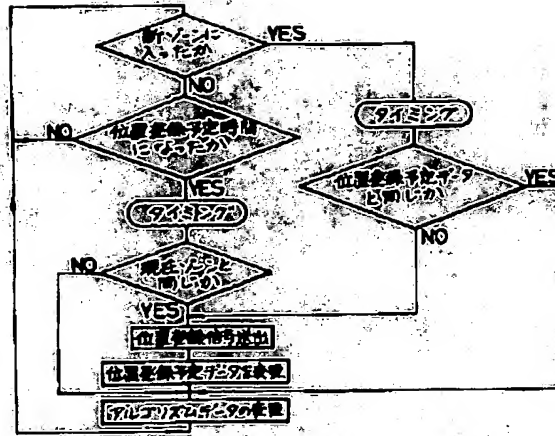 新ゾーンに
入ったか
YES
NO
位置登録予定時間
になったか
NO
YES
タイミング
タイミング
位置登録予定データ
と同じか
YES
NO
現在
同じか
NO
YES
位置登録信号送出
位置登録予定データを変更
アルゴリズムデータの変更